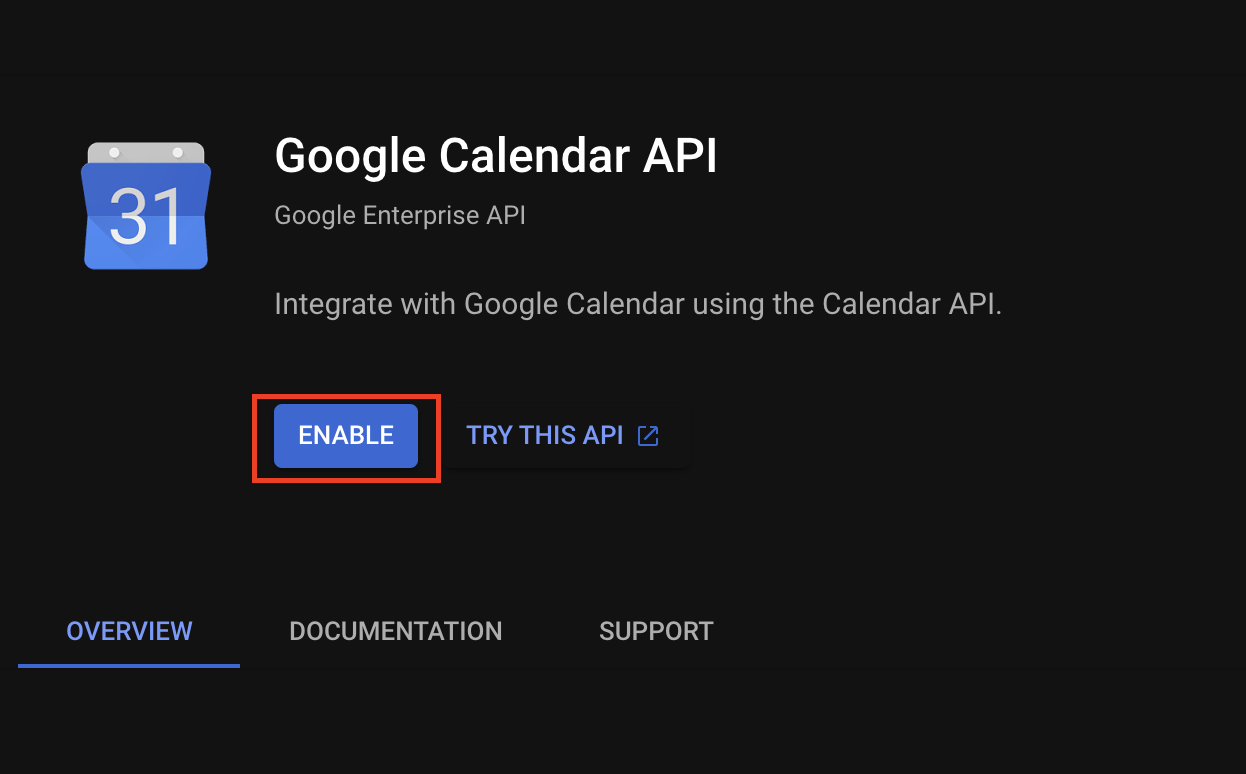 31
Google Calendar API
Google Enterprise API
Integrate with Google Calendar using the Calendar API.
ENABLE TRY THIS API
OVERVIEW DOCUMENTATION SUPPORT